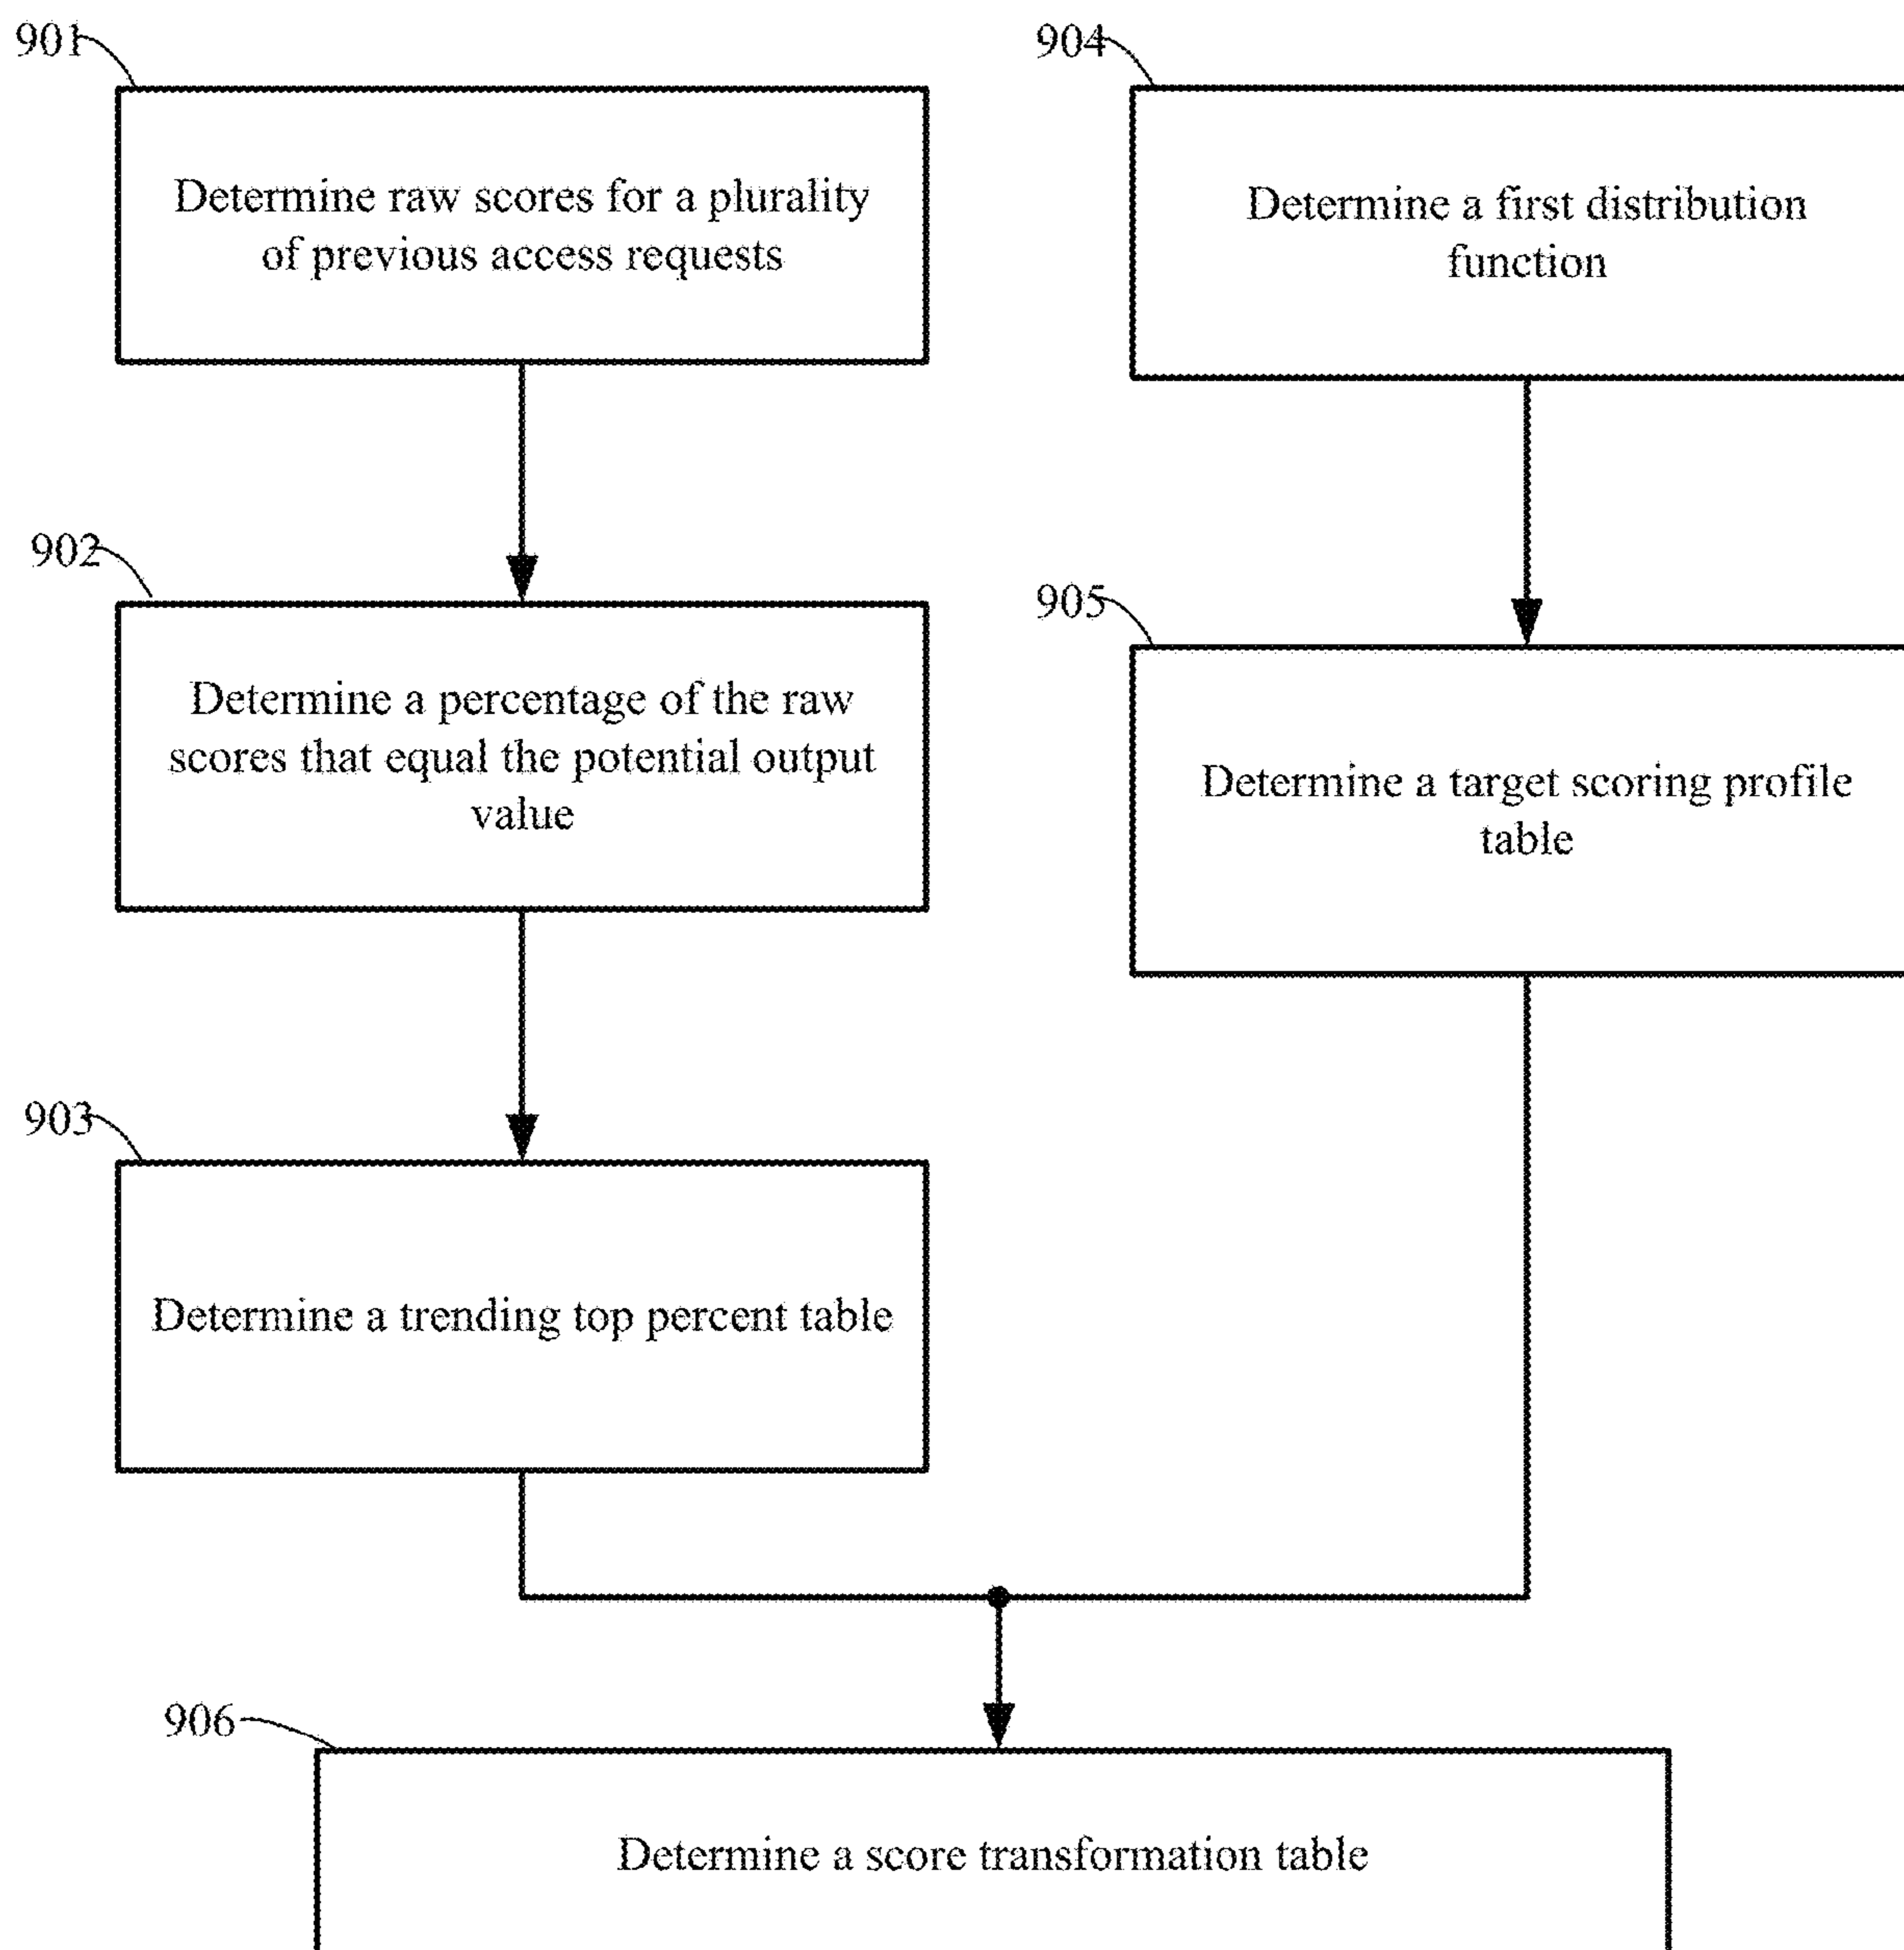 901
Determine raw scores for a plurality
of previous access requests
902
Determine a percentage of the raw
scores that equal the potential output
value
903
Determine a trending top percent table
904
Determine a first distribution
function
905
Determine a target scoring profile
table
906
Determine a score transformation table